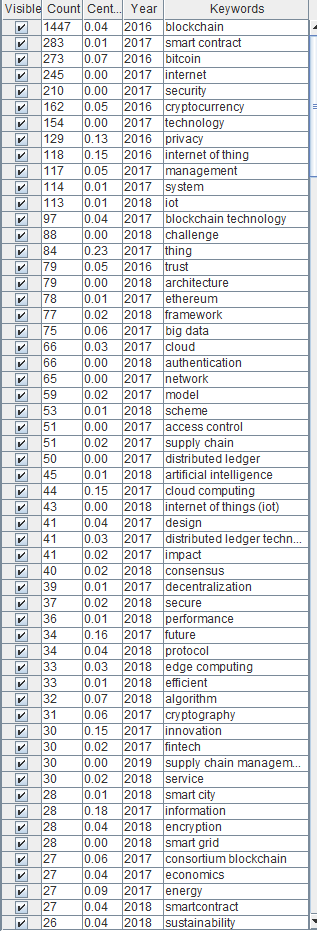 Visible Count Cent... Year Keywords
1447 0.04 2016 blockchain
283 0.01 2017 smart contract
273 0.07 2016 bitcoin
245 0.00 2017 internet
210 0.00 2017 security
162 0.05 2016 cryptocurrency
154 0.00 2017 technology
129 0.13 2016 privacy
118 0.15 2016 internet of thing
117 0.05 2017 management
114 0.01 2017 system
113 0.01 2018 iot
97 0.04 2017 blockchain technology
88 0.00 2018 challenge
84 0.23 2017 thing
79 0.05 2016 trust
79 0.00 2018 architecture
78 0.01 2017 ethereum
77 0.02 2018 framework
75 0.06 2017 big data
66 0.03 2017 cloud
66 0.00 2018 authentication
65 0.00 2017 network
59 0.02 2017 model
53 0.01 2018 scheme
51 0.00 2017 access control
51 0.02 2017 supply chain
50 0.00 2017 distributed ledger
45 0.01 2018 artificial intelligence
44 0.15 2017 cloud computing
43 0.00 2018 internet of things (iot)
41 0.04 2017 design
41 0.03 2017 distributed ledger techn...
41 0.02 2017 impact
40 0.02 2018 consensus
39 0.01 2017 decentralization
37 0.02 2018 secure
36 0.01 2018 performance
34 0.16 2017 future
34 0.04 2018 protocol
33 0.03 2018 edge computing
33 0.01 2018 efficient
32 0.07 2018 algorithm
31 0.06 2017 cryptography
30 0.15 2017 innovation
30 0.02 2017 fintech
30 0.00 2019 supply chain managem...
30 0.02 2018 service
28 0.01 2018 smart city
28 0.18 2017 information
28 0.04 2018 encryption
28 0.00 2018 smart grid
27 0.06 2017 consortium blockchain
27 0.04 2017 economics
27 0.09 2017 energy
27 0.04 2018 smartcontract
26 0.04 2018 sustainability